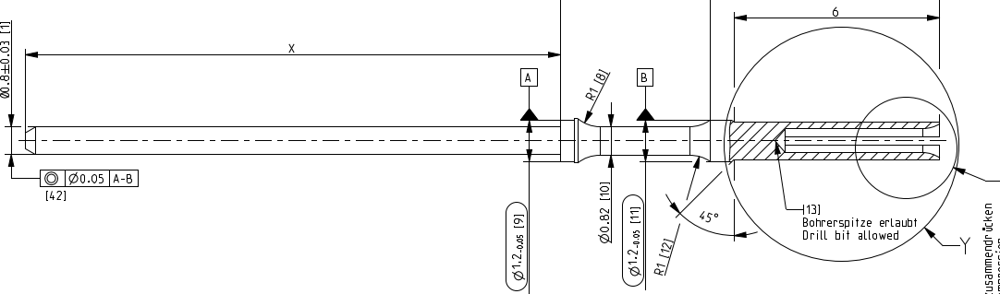 6
X
Ø0.8±0.03 [1]
A
R1 [8]
B
Ø0.05 A-B
[42]
Ø1.2-0.05 [9]
Ø0.82 [10]
Ø1.2-0.05 [11]
R1 [12]
45°
[13]
Bohrerspitze erlaubt
Drill bit allowed
Y
zusammendrücken